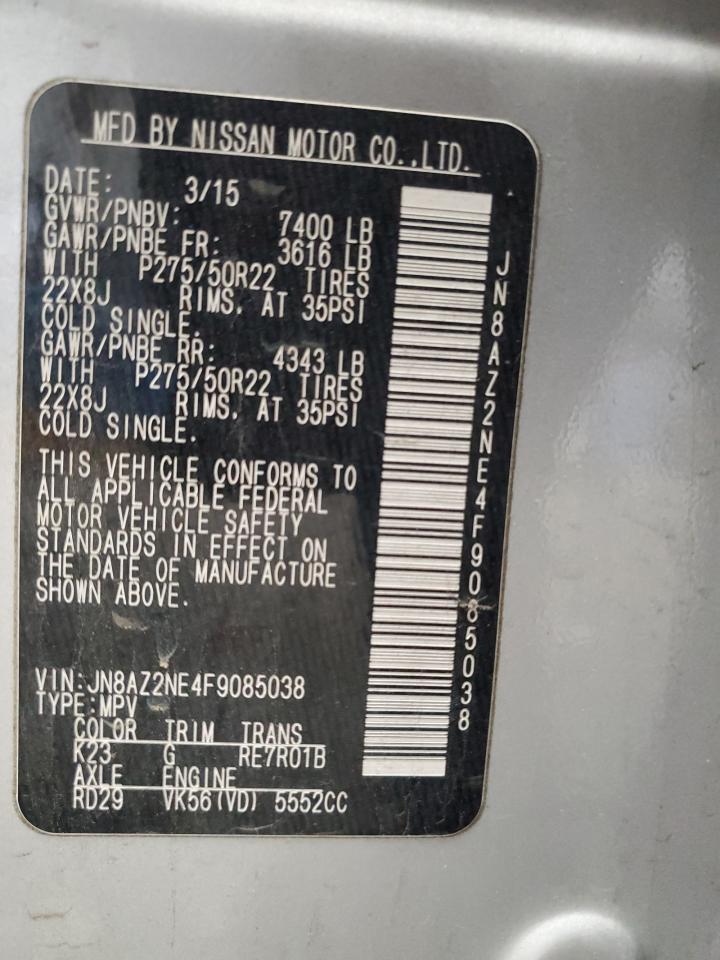 MFD BY NISSAN MOTOR CO.,LTD.
DATE: 3/15
GVWR/PNBV: 7400 LB
GAWR/PNBE FR: 3616 LB
WITH P275/50R22 TIRES
22X8J RIMS, AT 35PSI
COLD SINGLE.
GAWR/PNBE RR: 4343 LB
WITH P275/50R22 TIRES
22X8J RIMS, AT 35PSI
COLD SINGLE.
THIS VEHICLE CONFORMS TO
ALL APPLICABLE FEDERAL
MOTOR VEHICLE SAFETY
STANDARDS IN EFFECT ON
THE DATE OF MANUFACTURE
SHOWN ABOVE.
VIN:JN8AZ2NE4F9085038
TYPE:MPV
COLOR TRIM TRANS
K23 G RE7R01B
AXLE ENGINE
RD29 VK56(VD) 5552CC
JN8AZ2NE4F9085038